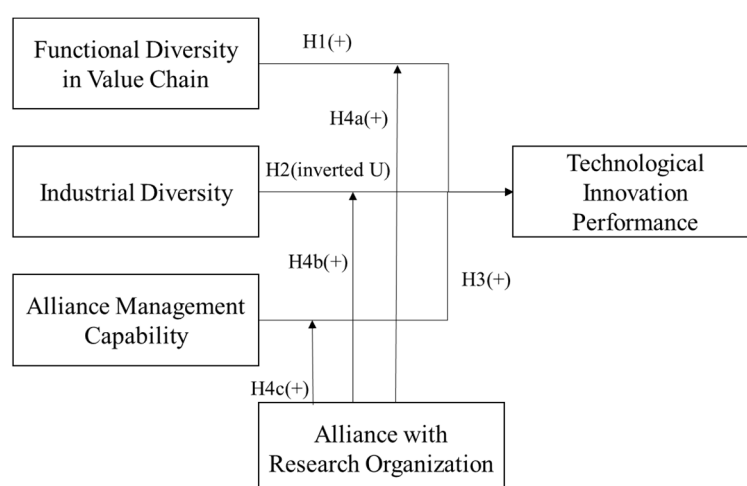 Functional Diversity
in Value Chain
H1(+)
H4a(+)
Industrial Diversity
H2(inverted U)
Technological
Innovation
Performance
H4b(+)
H3(+)
Alliance Management
Capability
H4c(+)
Alliance with
Research Organization